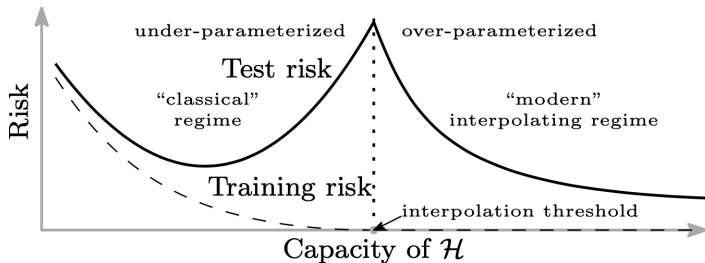 under-parameterized
over-parameterized
Test risk
“classical”
regime
“modern”
interpolating regime
Risk
Training risk
interpolation threshold
Capacity of ℋ